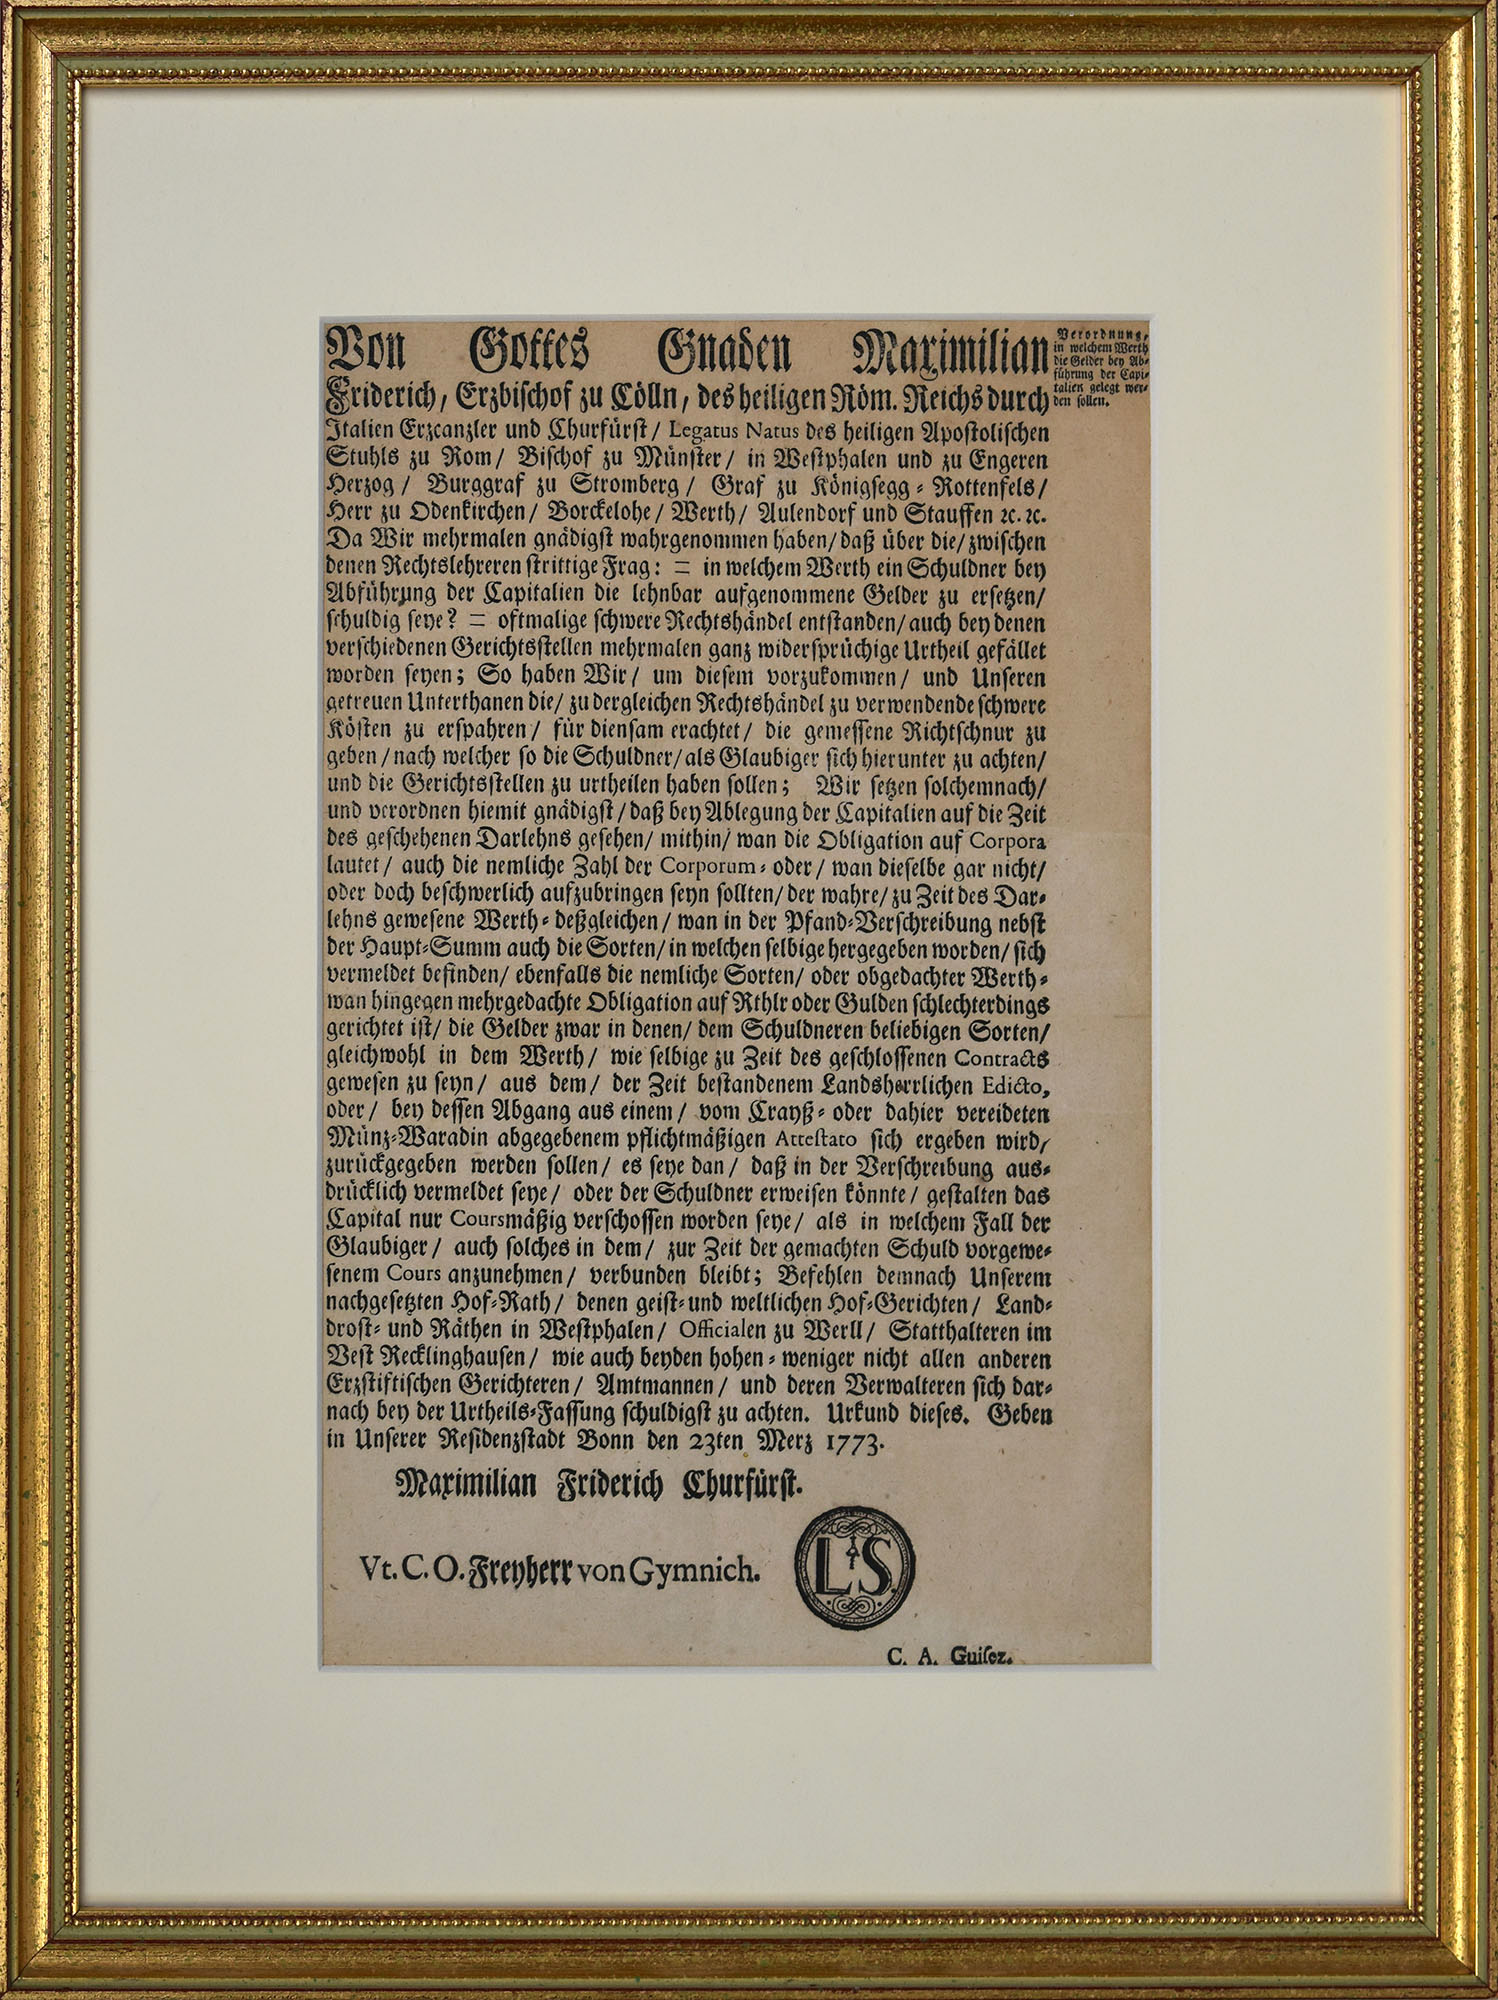 Von Gottes Gnaden Maximilian
Friderich, Erzbischof zu Cölln, des heiligen Röm. Reichs durch
Italien Erzcanzler und Churfürst/ Legatus Natus des heiligen Apostolischen
Stuhls zu Rom/ Bischof zu Münster/ in Westphalen und zu Engeren
Herzog/ Burggraf zu Stromberg/ Graf zu Königsegg-Rottenfels/
Herr zu Odenkirchen/ Borckelohe/ Werth/ Aulendorf und Stauffen ꝛc. ꝛc.
Da Wir mehrmalen gnädigst wahrgenommen haben/ daß über die/ zwischen
denen Rechtslehreren strittige Frag: = in welchem Werth ein Schuldner bey
Abführung der Capitalien die lehnbar aufgenommene Gelder zu ersetzen/
schuldig seye? = oftmalige schwere Rechtshändel entstanden/ auch bey denen
verschiedenen Gerichtsstellen mehrmalen ganz widersprüchige Urtheil gefället
worden seyen; So haben Wir/ um diesem vorzukommen/ und Unseren
getreuen Unterthanen die/ zu dergleichen Rechtshändel zu verwendende schwere
Kösten zu erspahren/ für diensam erachtet/ die gemessene Richtschnur zu
geben/ nach welcher so die Schuldner/ als Glaubiger sich hierunter zu achten/
und die Gerichtsstellen zu urtheilen haben sollen; Wir setzen solchemnach/
und verordnen hiemit gnädigst/ daß bey Ablegung der Capitalien auf die Zeit
des geschehenen Darlehns gesehen/ mithin/ wan die Obligation auf Corpora
lautet/ auch die nemliche Zahl der Corporum- oder/ wan dieselbe gar nicht/
oder doch beschwerlich aufzubringen seyn sollten/ der wahre/ zu Zeit des Dar-
lehns gewesene Werth- deßgleichen/ wan in der Pfand-Verschreibung nebst
der Haupt-Summ auch die Sorten/ in welchen selbige hergegeben worden/ sich
vermeldet befinden/ ebenfalls die nemliche Sorten/ oder obgedachter Werth-
wan hingegen mehrgedachte Obligation auf Rthlr oder Gulden schlechterdings
gerichtet ist/ die Gelder zwar in denen/ dem Schuldneren beliebigen Sorten/
gleichwohl in dem Werth/ wie selbige zu Zeit des geschlossenen Contracts
gewesen zu seyn/ aus dem/ der Zeit bestandenem Landsherrlichen Edicto,
oder/ bey dessen Abgang aus einem/ vom Crayß- oder dahier vereideten
Münz-Waradin abgegebenem pflichtmäßigen Attestato sich ergeben wird/
zurückgegeben werden sollen/ es seye dan/ daß in der Verschreibung aus-
drücklich vermeldet seye/ oder der Schuldner erweisen könnte/ gestalten das
Capital nur Coursmäßig verschossen worden seye/ als in welchem Fall der
Glaubiger/ auch solches in dem/ zur Zeit der gemachten Schuld vorgewe-
senem Cours anzunehmen/ verbunden bleibt; Befehlen demnach Unserem
nachgesetzten Hof-Rath/ denen geist- und weltlichen Hof-Gerichten/ Land-
drost- und Räthen in Westphalen/ Officialen zu Werll/ Statthalteren im
Vest Recklinghausen/ wie auch beyden hohen- weniger nicht allen anderen
Erzstiftischen Gerichteren/ Amtmannen/ und deren Verwalteren sich dar-
nach bey der Urtheils-Fassung schuldigst zu achten. Urkund dieses. Geben
in Unserer Residenzstadt Bonn den 23ten Merz 1773.
Maximilian Friderich Churfürst.
Vt. C. O. Freyherr von Gymnich.
L S
C. A. Guisez.
Verordnung,
in welchem Werth
die Gelder bey Ab-
führung der Capi-
talien gelegt wer-
den sollen.